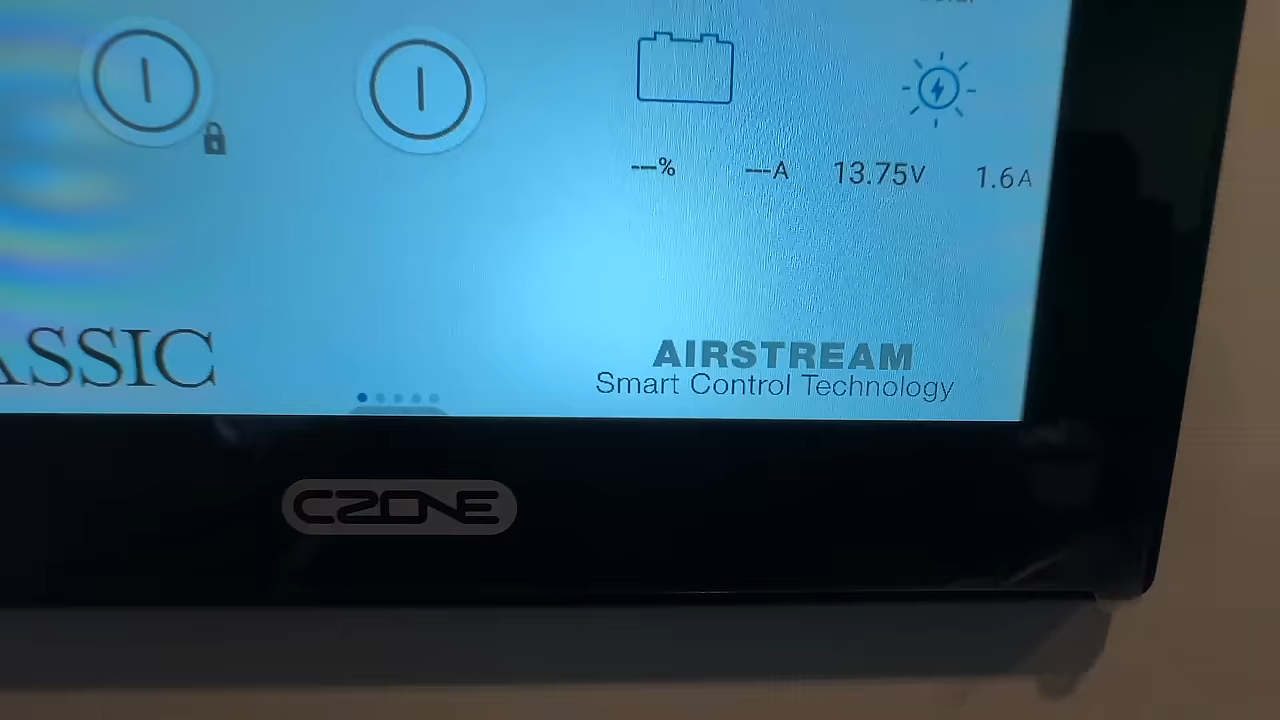 ---% ---A 13.75V 1.6A
ASSIC
AIRSTREAM
Smart Control Technology
CZONE